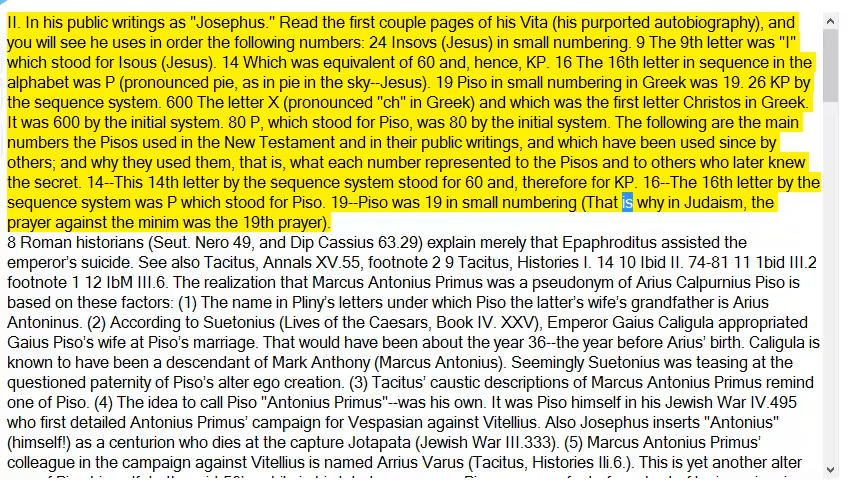 II. In his public writings as "Josephus." Read the first couple pages of his Vita (his purported autobiography), and
you will see he uses in order the following numbers: 24 Insovs (Jesus) in small numbering. 9 The 9th letter was "I"
which stood for Isous (Jesus). 14 Which was equivalent of 60 and, hence, KP. 16 The 16th letter in sequence in the
alphabet was P (pronounced pie, as in pie in the sky--Jesus). 19 Piso in small numbering in Greek was 19. 26 KP by
the sequence system. 600 The letter X (pronounced "ch" in Greek) and which was the first letter Christos in Greek.
It was 600 by the initial system. 80 P, which stood for Piso, was 80 by the initial system. The following are the main
numbers the Pisos used in the New Testament and in their public writings, and which have been used since by
others; and why they used them, that is, what each number represented to the Pisos and to others who later knew
the secret. 14--This 14th letter by the sequence system stood for 60 and, therefore for KP. 16--The 16th letter by the
sequence system was P which stood for Piso. 19--Piso was 19 in small numbering (That is why in Judaism, the
prayer against the minim was the 19th prayer).
8 Roman historians (Seut. Nero 49, and Dip Cassius 63.29) explain merely that Epaphroditus assisted the
emperor's suicide. See also Tacitus, Annals XV.55, footnote 2 9 Tacitus, Histories I. 14 10 Ibid II. 74-81 11 1bid III.2
footnote 1 12 IbM III.6. The realization that Marcus Antonius Primus was a pseudonym of Arius Calpurnius Piso is
based on these factors: (1) The name in Pliny's letters under which Piso the latter's wife's grandfather is Arius
Antoninus. (2) According to Suetonius (Lives of the Caesars, Book IV. XXV), Emperor Gaius Caligula appropriated
Gaius Piso's wife at Piso's marriage. That would have been about the year 36--the year before Arius' birth. Caligula is
known to have been a descendant of Mark Anthony (Marcus Antonius). Seemingly Suetonius was teasing at the
questioned paternity of Piso's alter ego creation. (3) Tacitus' caustic descriptions of Marcus Antonius Primus remind
one of Piso. (4) The idea to call Piso "Antonius Primus"--was his own. It was Piso himself in his Jewish War IV.495
who first detailed Antonius Primus' campaign for Vespasian against Vitellius. Also Josephus inserts "Antonius"
(himself!) as a centurion who dies at the capture Jotapata (Jewish War III.333). (5) Marcus Antonius Primus'
colleague in the campaign against Vitellius is named Arrius Varus (Tacitus, Histories Ili.6.). This is yet another alter